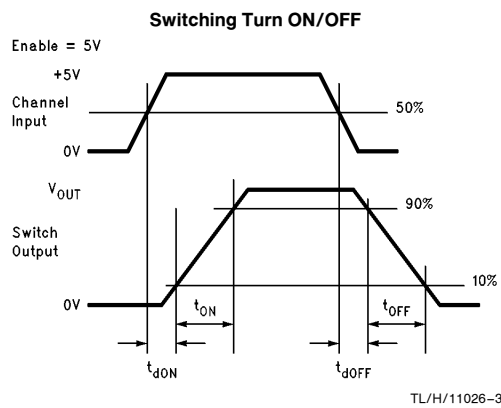 Switching Turn ON/OFF
Enable = 5V
+5V
Channel
Input
50%
0V
VOUT
90%
Switch
Output
10%
0V
tON
tOFF
tdON
tdOFF
TL/H/11026–3